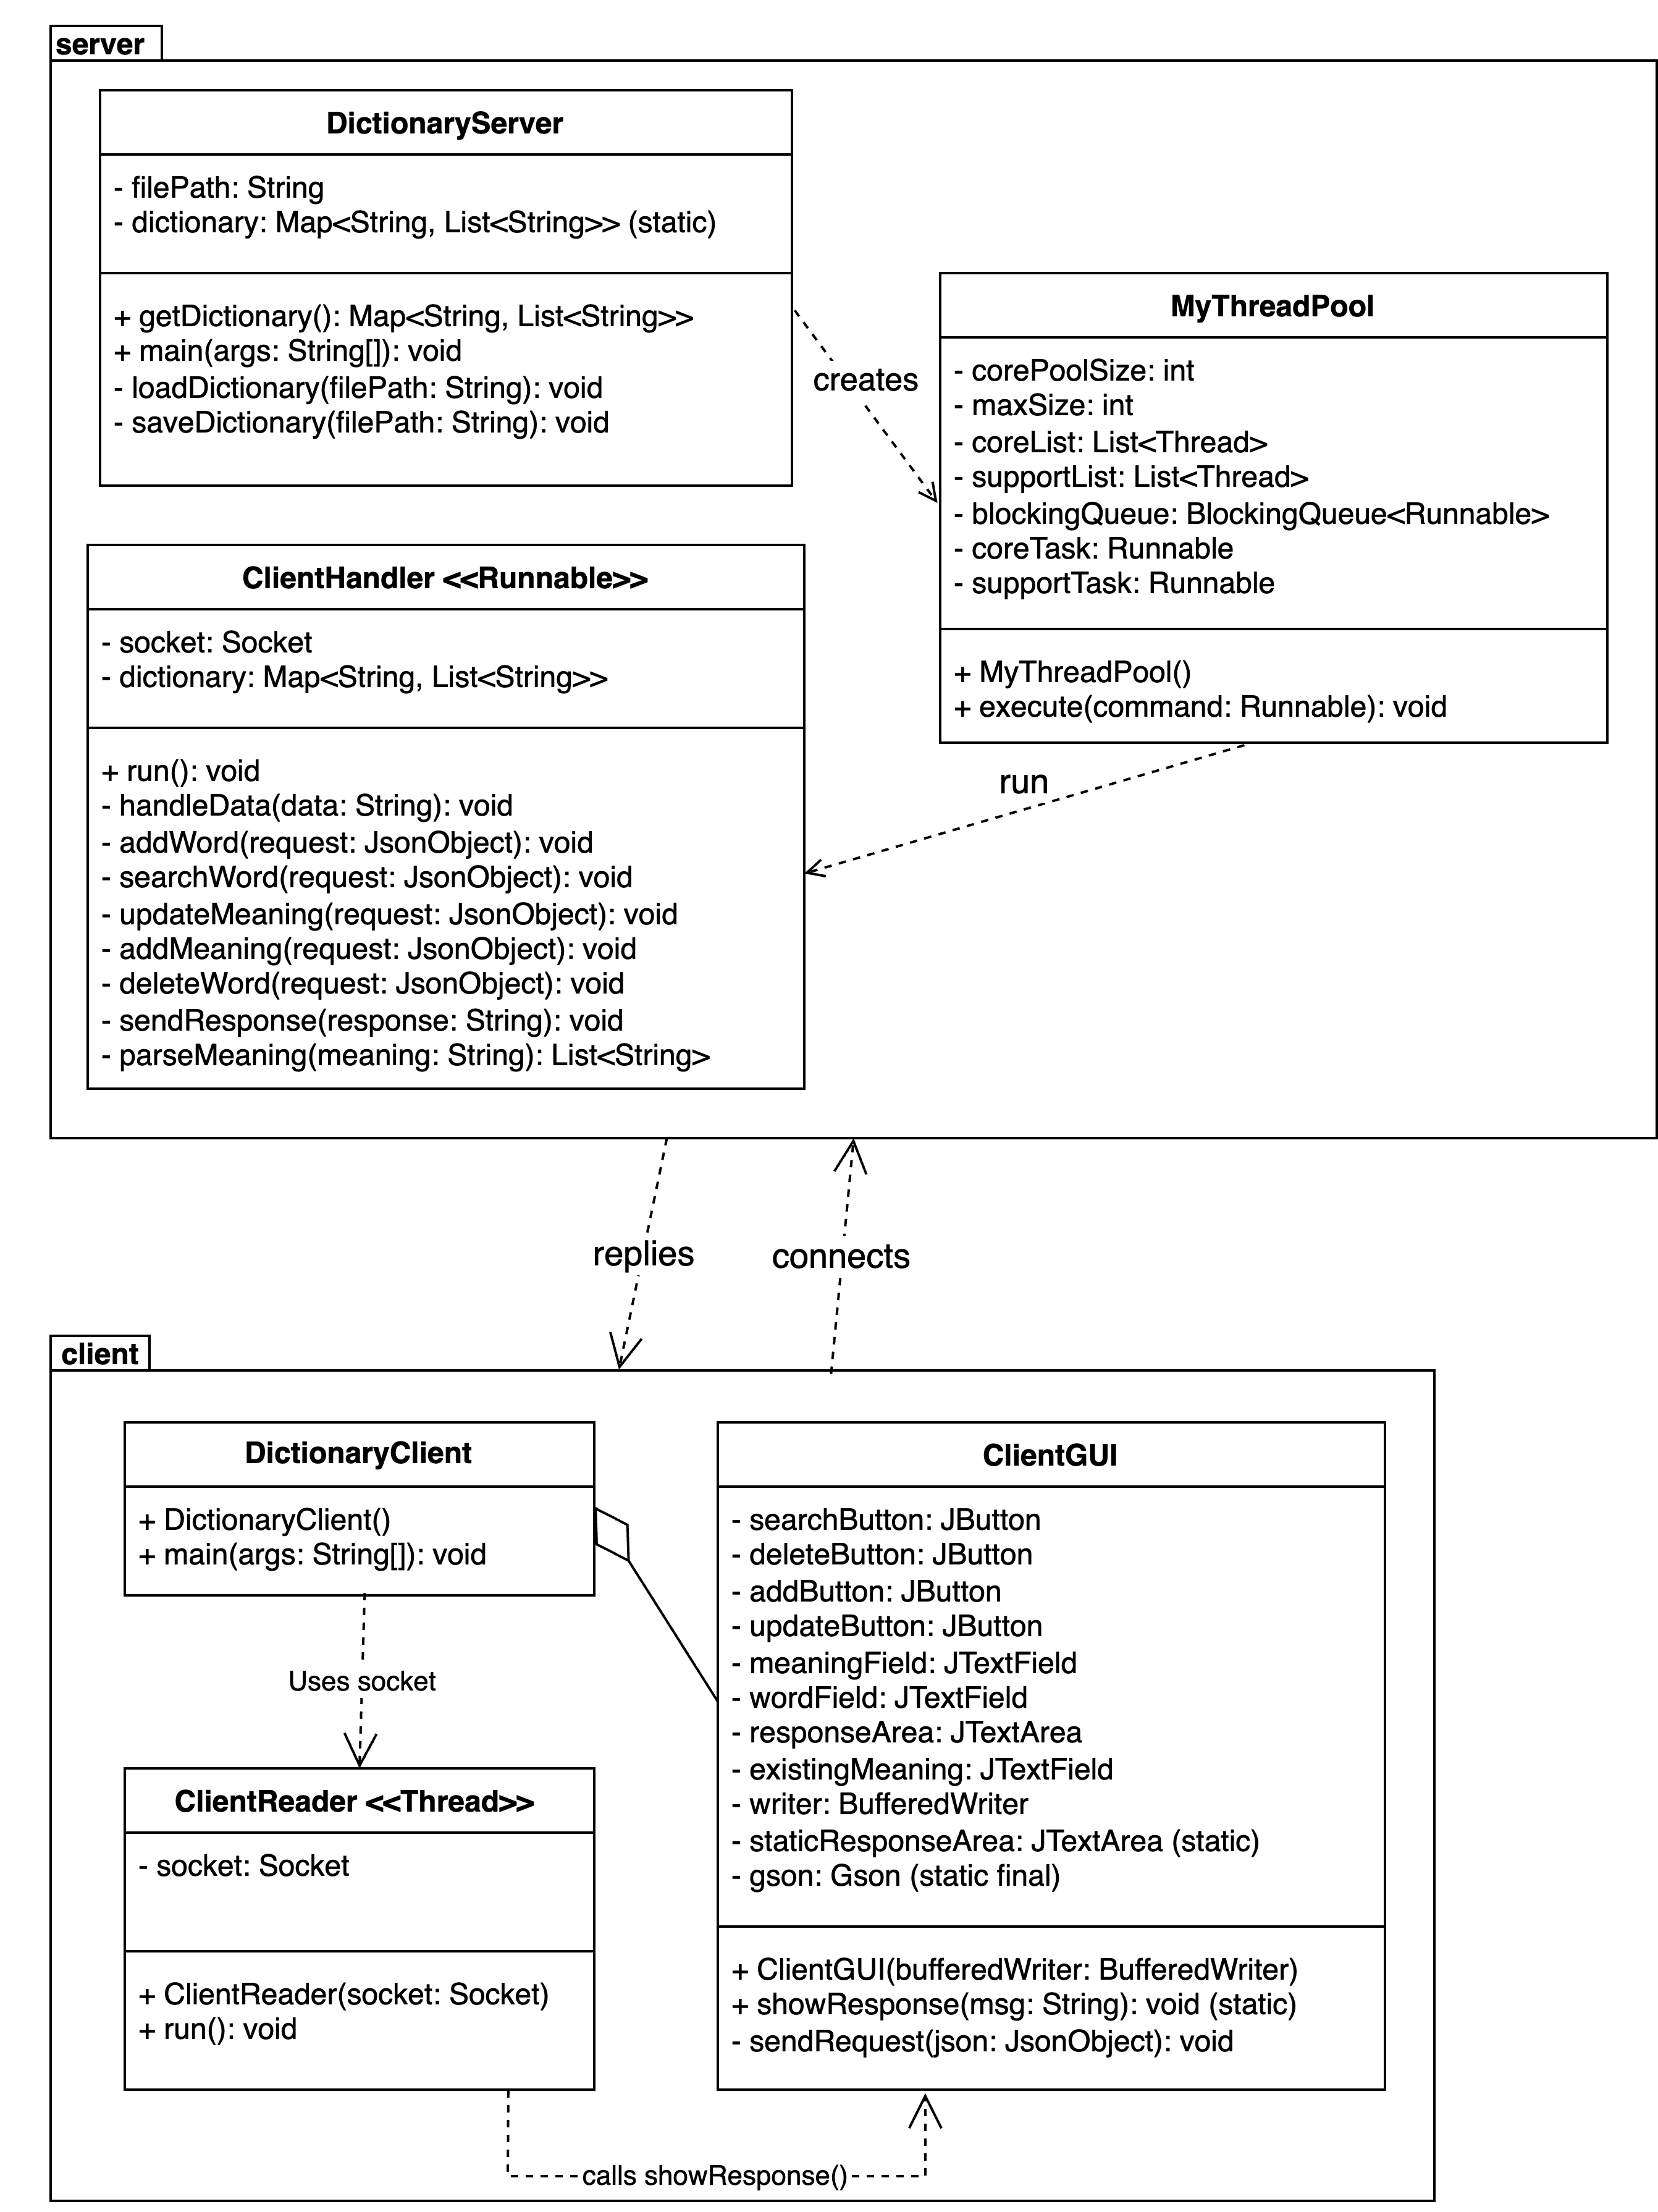 server
DictionaryServer
- filePath: String
- dictionary: Map<String, List<String>> (static)
+ getDictionary(): Map<String, List<String>>
+ main(args: String[]): void
- loadDictionary(filePath: String): void
- saveDictionary(filePath: String): void
creates
MyThreadPool
- corePoolSize: int
- maxSize: int
- coreList: List<Thread>
- supportList: List<Thread>
- blockingQueue: BlockingQueue<Runnable>
- coreTask: Runnable
- supportTask: Runnable
+ MyThreadPool()
+ execute(command: Runnable): void
run
ClientHandler <<Runnable>>
- socket: Socket
- dictionary: Map<String, List<String>>
+ run(): void
- handleData(data: String): void
- addWord(request: JsonObject): void
- searchWord(request: JsonObject): void
- updateMeaning(request: JsonObject): void
- addMeaning(request: JsonObject): void
- deleteWord(request: JsonObject): void
- sendResponse(response: String): void
- parseMeaning(meaning: String): List<String>
replies
connects
client
DictionaryClient
+ DictionaryClient()
+ main(args: String[]): void
Uses socket
ClientReader <<Thread>>
- socket: Socket
+ ClientReader(socket: Socket)
+ run(): void
ClientGUI
- searchButton: JButton
- deleteButton: JButton
- addButton: JButton
- updateButton: JButton
- meaningField: JTextField
- wordField: JTextField
- responseArea: JTextArea
- existingMeaning: JTextField
- writer: BufferedWriter
- staticResponseArea: JTextArea (static)
- gson: Gson (static final)
+ ClientGUI(bufferedWriter: BufferedWriter)
+ showResponse(msg: String): void (static)
- sendRequest(json: JsonObject): void
calls showResponse()